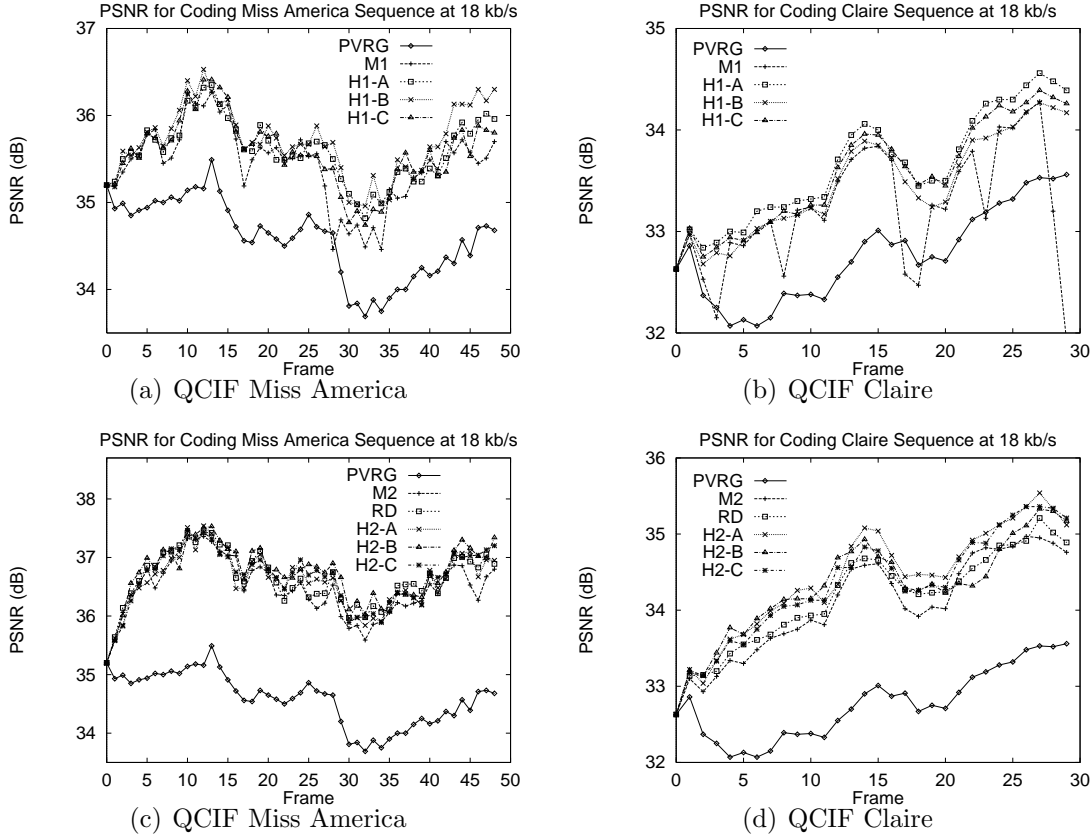 PSNR for Coding Miss America Sequence at 18 kb/s
37
36
35
34
PSNR (dB)
PVRG
M1
H1-A
H1-B
H1-C
0 5 10 15 20 25 30 35 40 45 50
Frame
(a) QCIF Miss America
PSNR for Coding Claire Sequence at 18 kb/s
35
34
33
32
PSNR (dB)
PVRG
M1
H1-A
H1-B
H1-C
0 5 10 15 20 25 30
Frame
(b) QCIF Claire
PSNR for Coding Miss America Sequence at 18 kb/s
38
37
36
35
34
PSNR (dB)
PVRG
M2
RD
H2-A
H2-B
H2-C
0 5 10 15 20 25 30 35 40 45 50
Frame
(c) QCIF Miss America
PSNR for Coding Claire Sequence at 18 kb/s
36
35
34
33
32
PSNR (dB)
PVRG
M2
RD
H2-A
H2-B
H2-C
0 5 10 15 20 25 30
Frame
(d) QCIF Claire